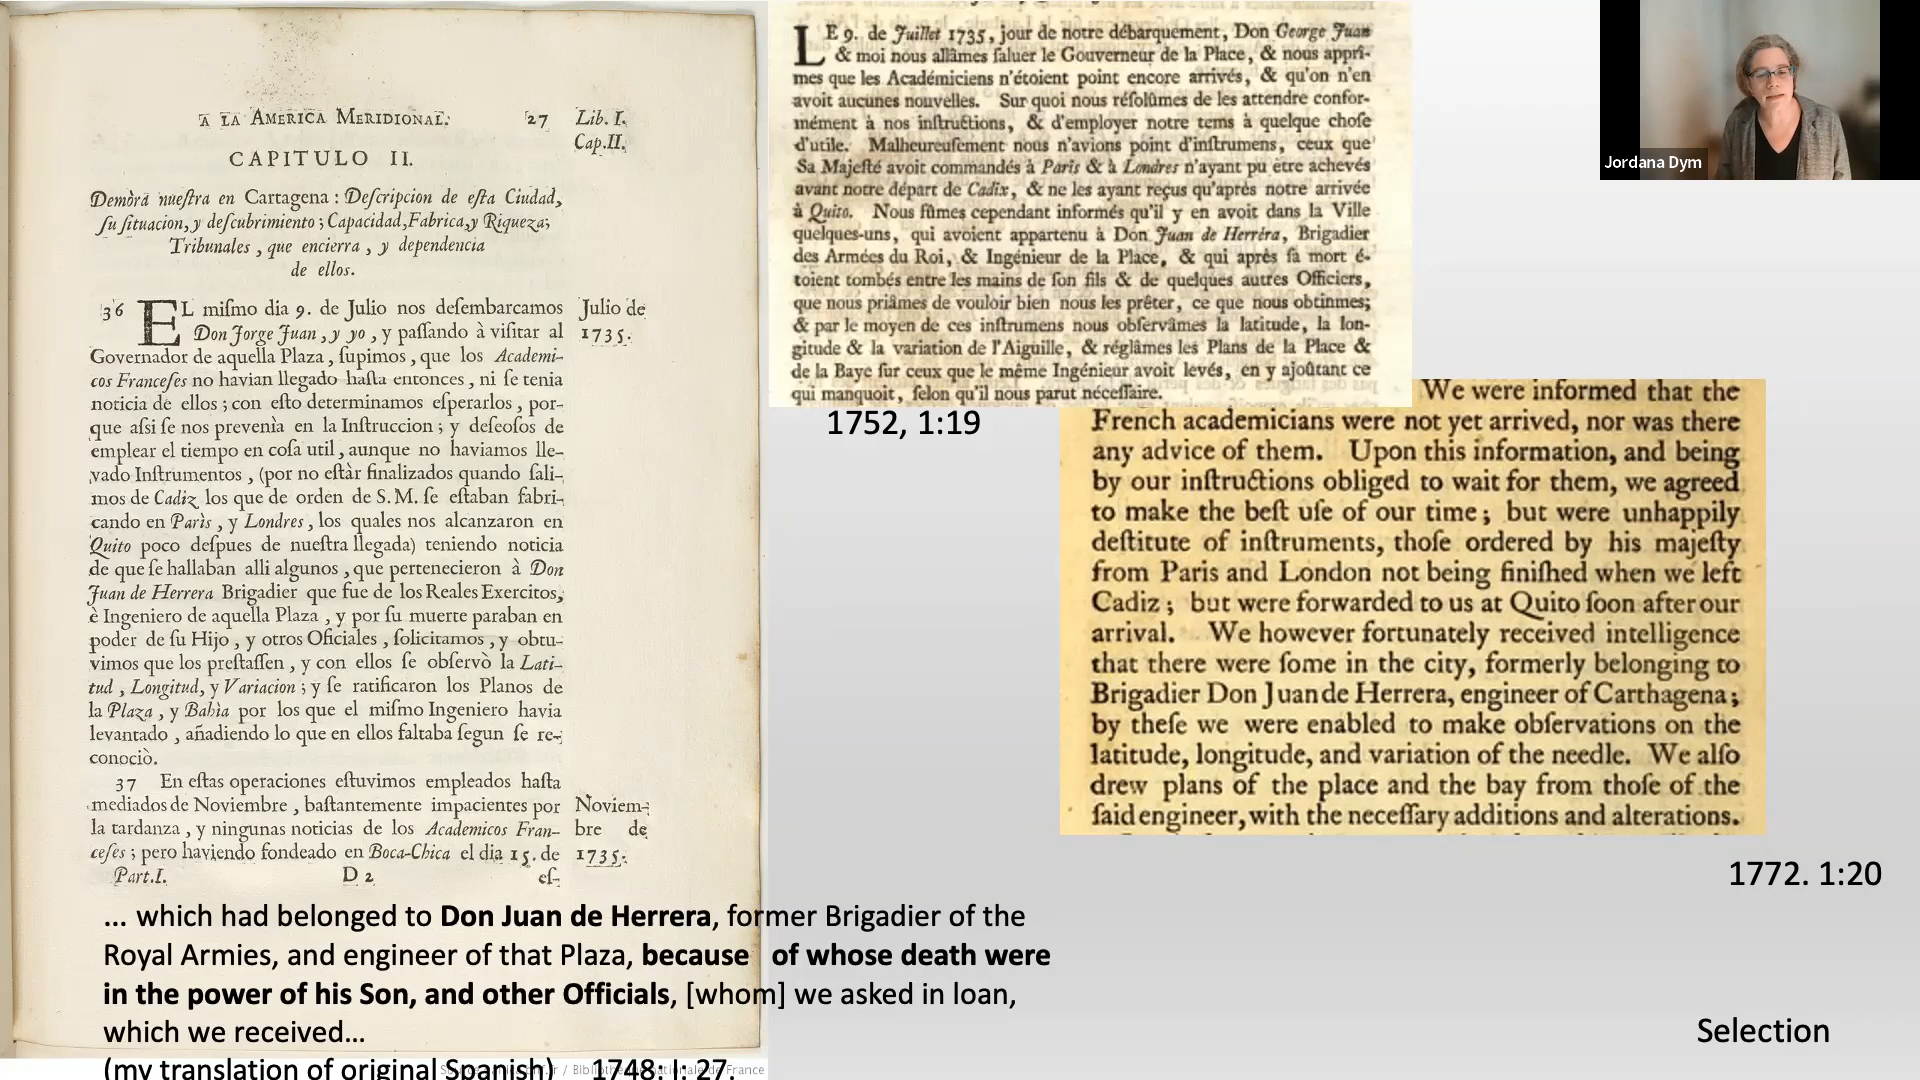 A LA AMERICA MERIDIONAL. 27 Lib. I.
Cap. II.
CAPITULO II.
Demòra nueſtra en Cartagena : Deſcripcion de eſta Ciudad,
ſu ſituacion, y deſcubrimiento ; Capacidad, Fabrica, y Riqueza;
Tribunales , que encierra , y dependencia
de ellos.
36 EL miſmo dia 9. de Julio nos deſembarcamos Julio de
Don Jorge Juan , y yo , y paſſando à viſitar al 1735.
Governador de aquella Plaza , ſupimos , que los Academi-
cos Franceſes no havian llegado haſta entonces , ni ſe tenia
noticia de ellos ; con eſto determinamos eſperarlos , por-
que aſsi ſe nos prevenìa en la Inſtruccion ; y deſeoſos de
emplear el tiempo en coſa util , aunque no haviamos lle-
vado Inſtrumentos , (por no eſtàr finalizados quando ſali-
mos de Cadiz los que de orden de S. M. ſe eſtaban fabri-
cando en Parìs , y Londres , los quales nos alcanzaron en
Quito poco deſpues de nueſtra llegada) teniendo noticia
de que ſe hallaban alli algunos , que pertenecieron à Don
Juan de Herrera Brigadier que fue de los Reales Exercitos,
è Ingeniero de aquella Plaza , y por ſu muerte paraban en
poder de ſu Hijo , y otros Oficiales , ſolicitamos , y obtu-
vimos que los preſtaſſen , y con ellos ſe obſervò la Lati-
tud , Longitud, y Variacion ; y ſe ratificaron los Planos de
la Plaza , y Bahìa por los que el miſmo Ingeniero havia
levantado , añadiendo lo que en ellos faltaba ſegun ſe re-
conociò.
37 En eſtas operaciones eſtuvimos empleados haſta
mediados de Noviembre , baſtantemente impacientes por Noviem-
la tardanza , y ningunas noticias de los Academicos Fran- bre de
ceſes ; pero haviendo fondeado en Boca-Chica el dia 15. de 1735.
Part. I. D 2 eſ-
LE 9. de Juillet 1735, jour de notre débarquement, Don George Juan
& moi nous allâmes ſaluer le Gouverneur de la Place, & nous appri-
mes que les Académiciens n'étoient point encore arrivés, & qu'on n'en
avoit aucunes nouvelles. Sur quoi nous réſolûmes de les attendre confor-
mément à nos inſtructions, & d'employer notre tems à quelque choſe
d'utile. Malheureuſement nous n'avions point d'inſtrumens, ceux que
Sa Majeſté avoit commandés à Paris & à Londres n'ayant pu etre achevés
avant notre départ de Cadix, & ne les ayant reçus qu'après notre arrivée
à Quito. Nous fûmes cependant informés qu'il y en avoit dans la Ville
quelques-uns, qui avoient appartenu à Don Juan de Herréra, Brigadier
des Armées du Roi, & Ingénieur de la Place, & qui après ſa mort é-
toient tombés entre les mains de ſon fils & de quelques autres Officiers,
que nous priâmes de vouloir bien nous les prêter, ce que nous obtinmes;
& par le moyen de ces inſtrumens nous obſervâmes la latitude, la lon-
gitude & la variation de l'Aiguille, & réglâmes les Plans de la Place &
de la Baye ſur ceux que le même Ingénieur avoit levés, en y ajoûtant ce
qui manquoit, ſelon qu'il nous parut néceſſaire.
1752, 1:19
We were informed that the
French academicians were not yet arrived, nor was there
any advice of them. Upon this information, and being
by our inſtructions obliged to wait for them, we agreed
to make the beſt uſe of our time ; but were unhappily
deſtitute of inſtruments, thoſe ordered by his majeſty
from Paris and London not being finiſhed when we left
Cadiz ; but were forwarded to us at Quito ſoon after our
arrival. We however fortunately received intelligence
that there were ſome in the city, formerly belonging to
Brigadier Don Juan de Herrera, engineer of Carthagena ;
by theſe we were enabled to make obſervations on the
latitude, longitude, and variation of the needle. We alſo
drew plans of the place and the bay from thoſe of the
ſaid engineer, with the neceſſary additions and alterations.
1772. 1:20
... which had belonged to Don Juan de Herrera, former Brigadier of the
Royal Armies, and engineer of that Plaza, because of whose death were
in the power of his Son, and other Officials, [whom] we asked in loan,
which we received...
(my translation of original Spanish) 1748: I: 27.
Selection
Jordana Dym